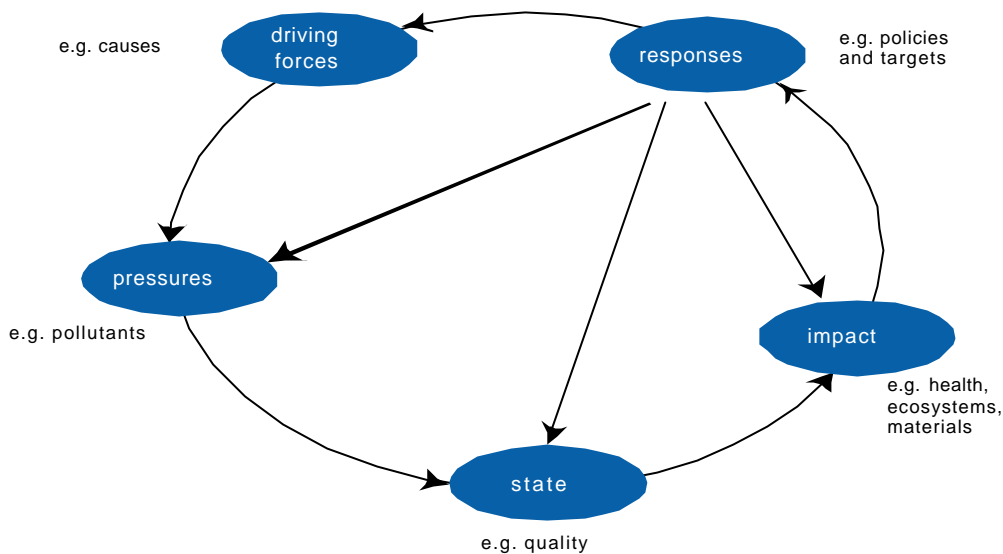 e.g. causes
driving
forces
responses
e.g. policies
and targets
pressures
e.g. pollutants
impact
e.g. health,
ecosystems,
materials
state
e.g. quality